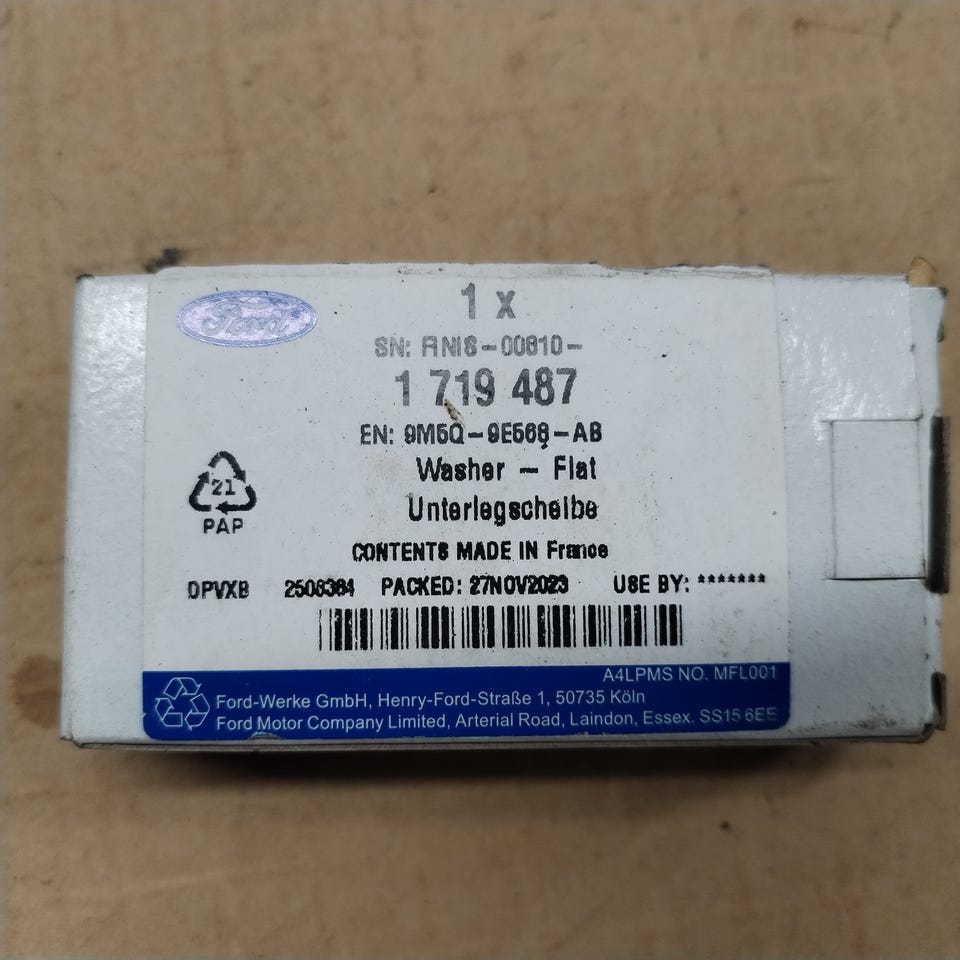 Ford
1 x
SN: FINIS-00810-
1 719 487
EN: 9M5Q-9E568-AB
Washer - Flat
Unterlegscheibe
21
PAP
CONTENTS MADE IN France
DPVXB 2508384 PACKED: 27NOV2023 USE BY: *******
A4LPMS NO. MFL001
Ford-Werke GmbH, Henry-Ford-Straße 1, 50735 Köln
Ford Motor Company Limited, Arterial Road, Laindon, Essex. SS15 6EE